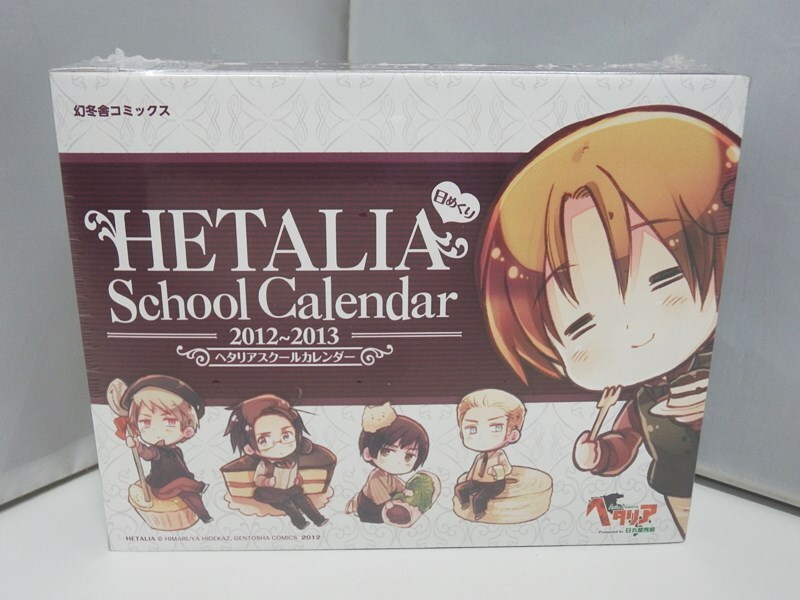 幻冬舎コミックス
日めくり
HETALIA
School Calendar
2012~2013
ヘタリアスクールカレンダー
ヘタリア
HETALIA © HIMARUYA HIDEKAZ, GENTOSHA COMICS 2012